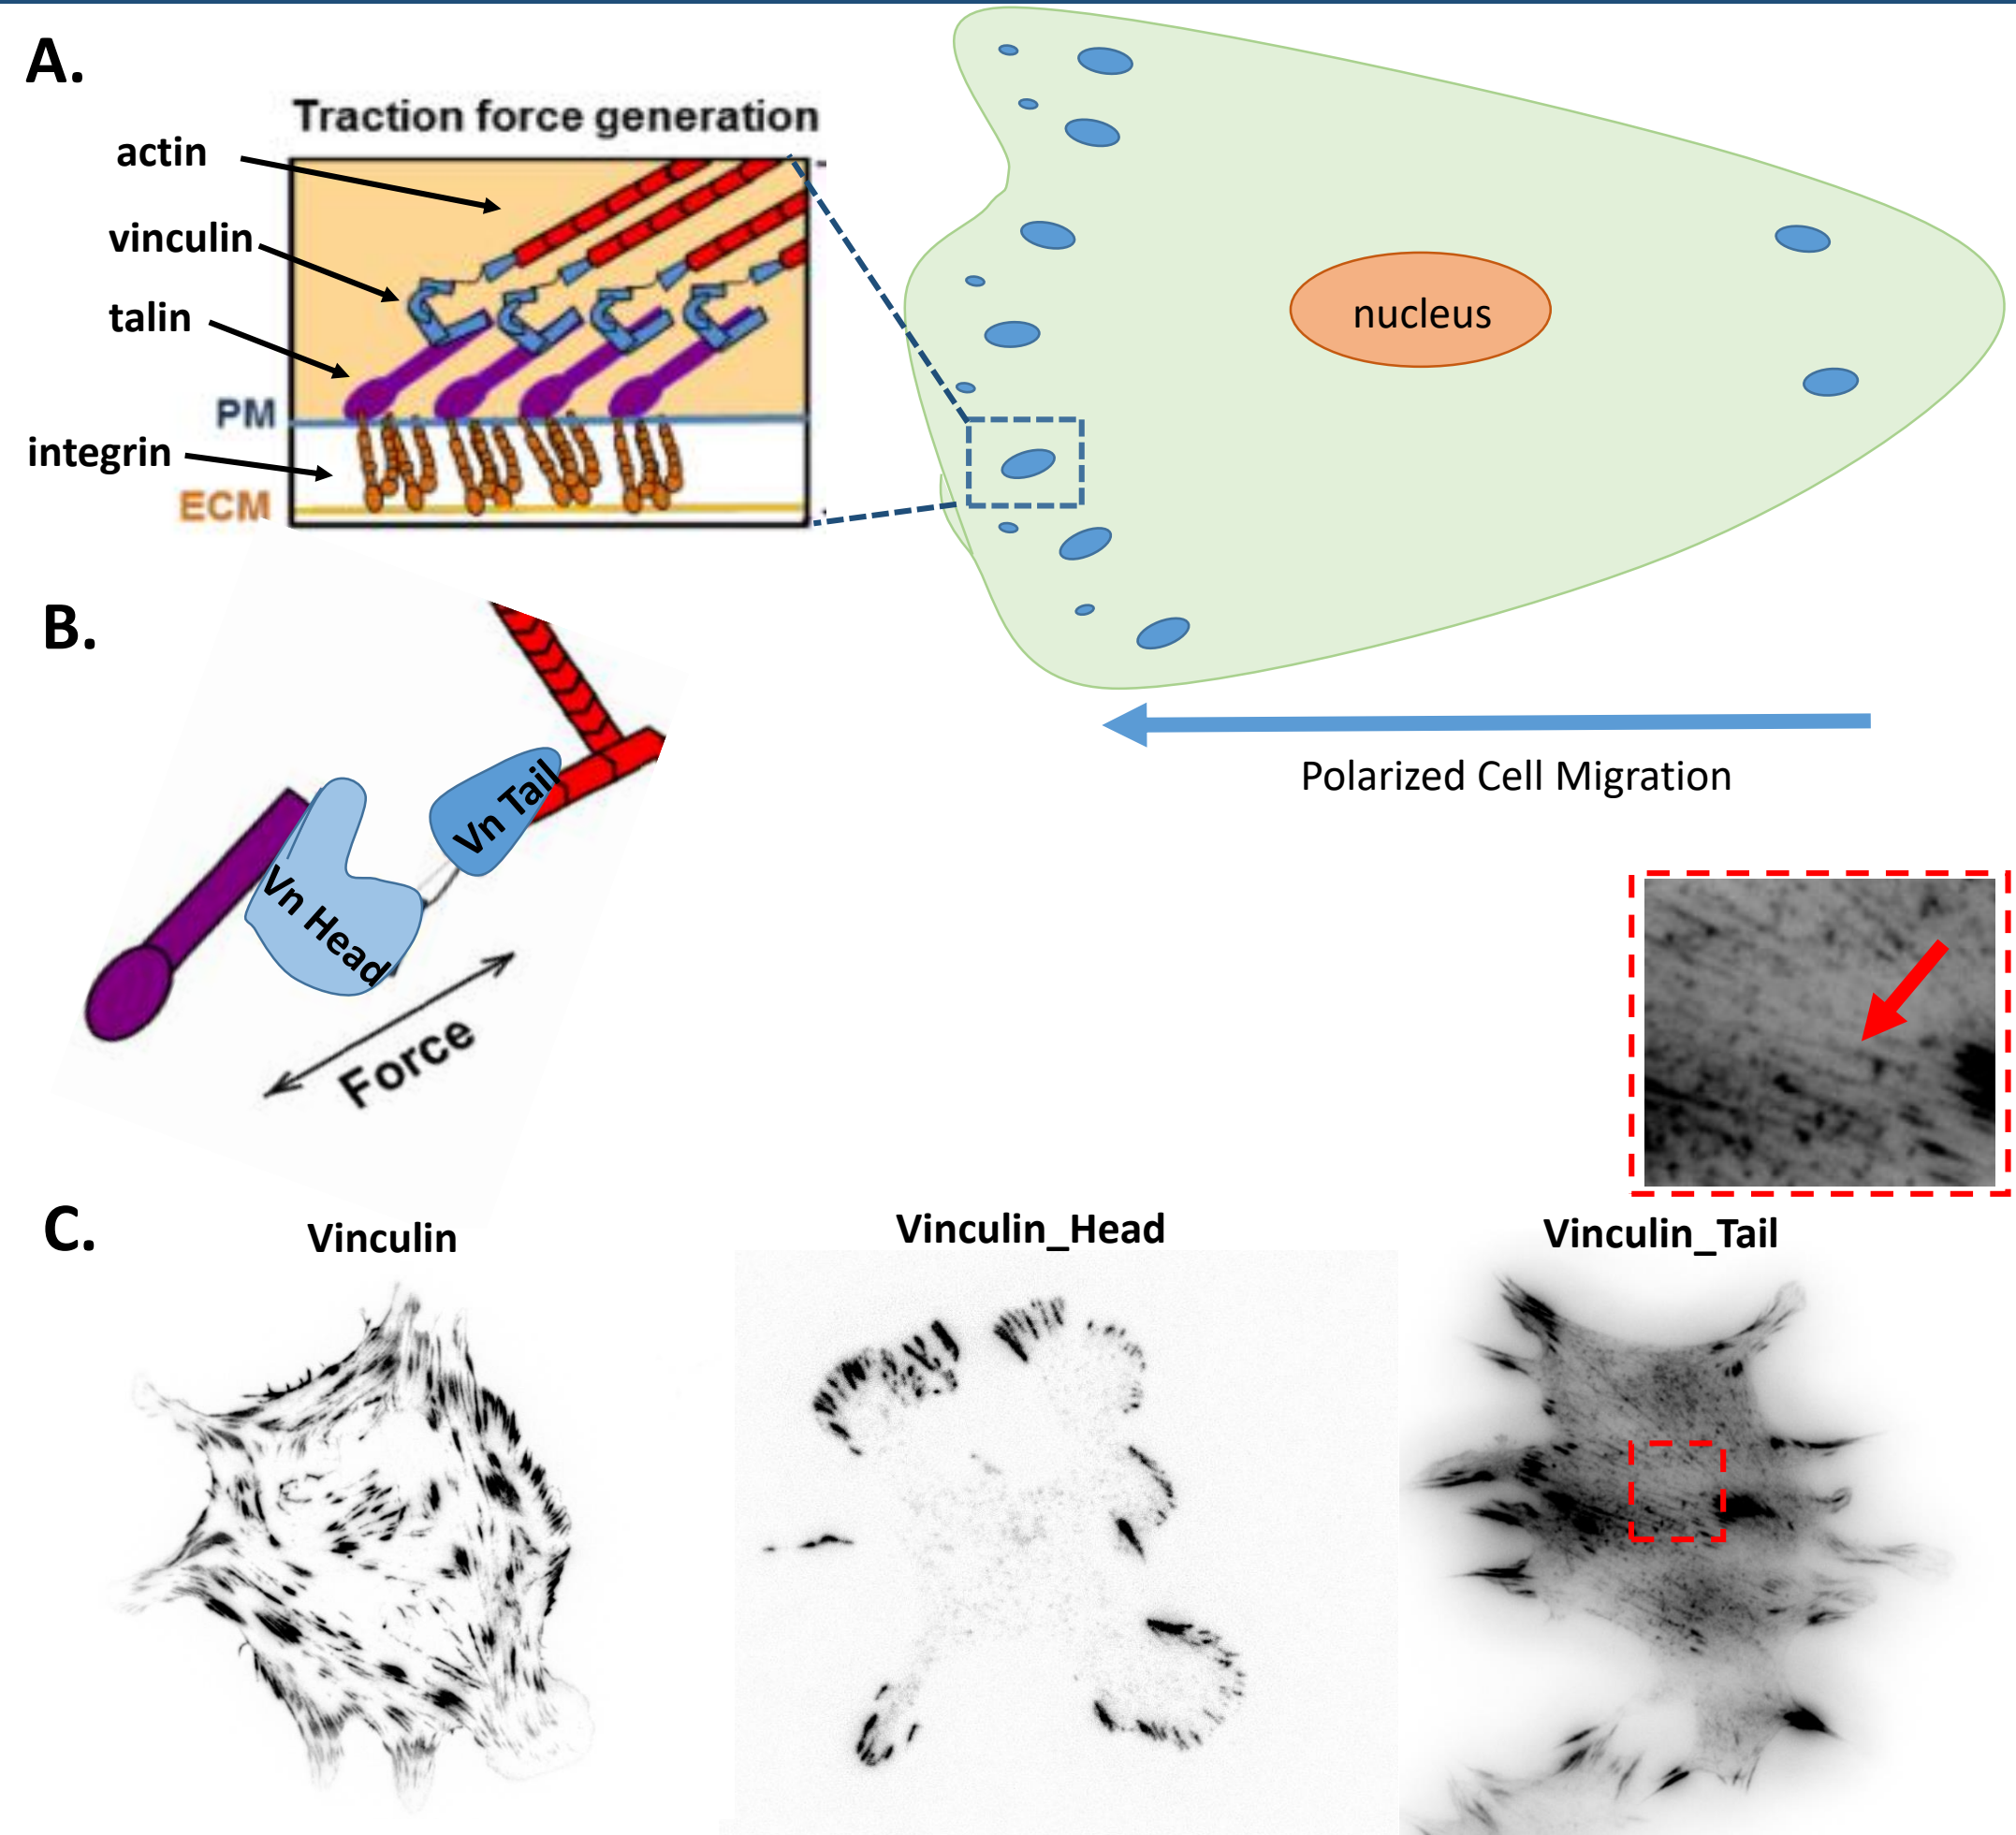 A.
Traction force generation
actin
vinculin
talin
PM
integrin
ECM
nucleus
Polarized Cell Migration
B.
Vn Head
Vn Tail
Force
C.
Vinculin
Vinculin_Head
Vinculin_Tail